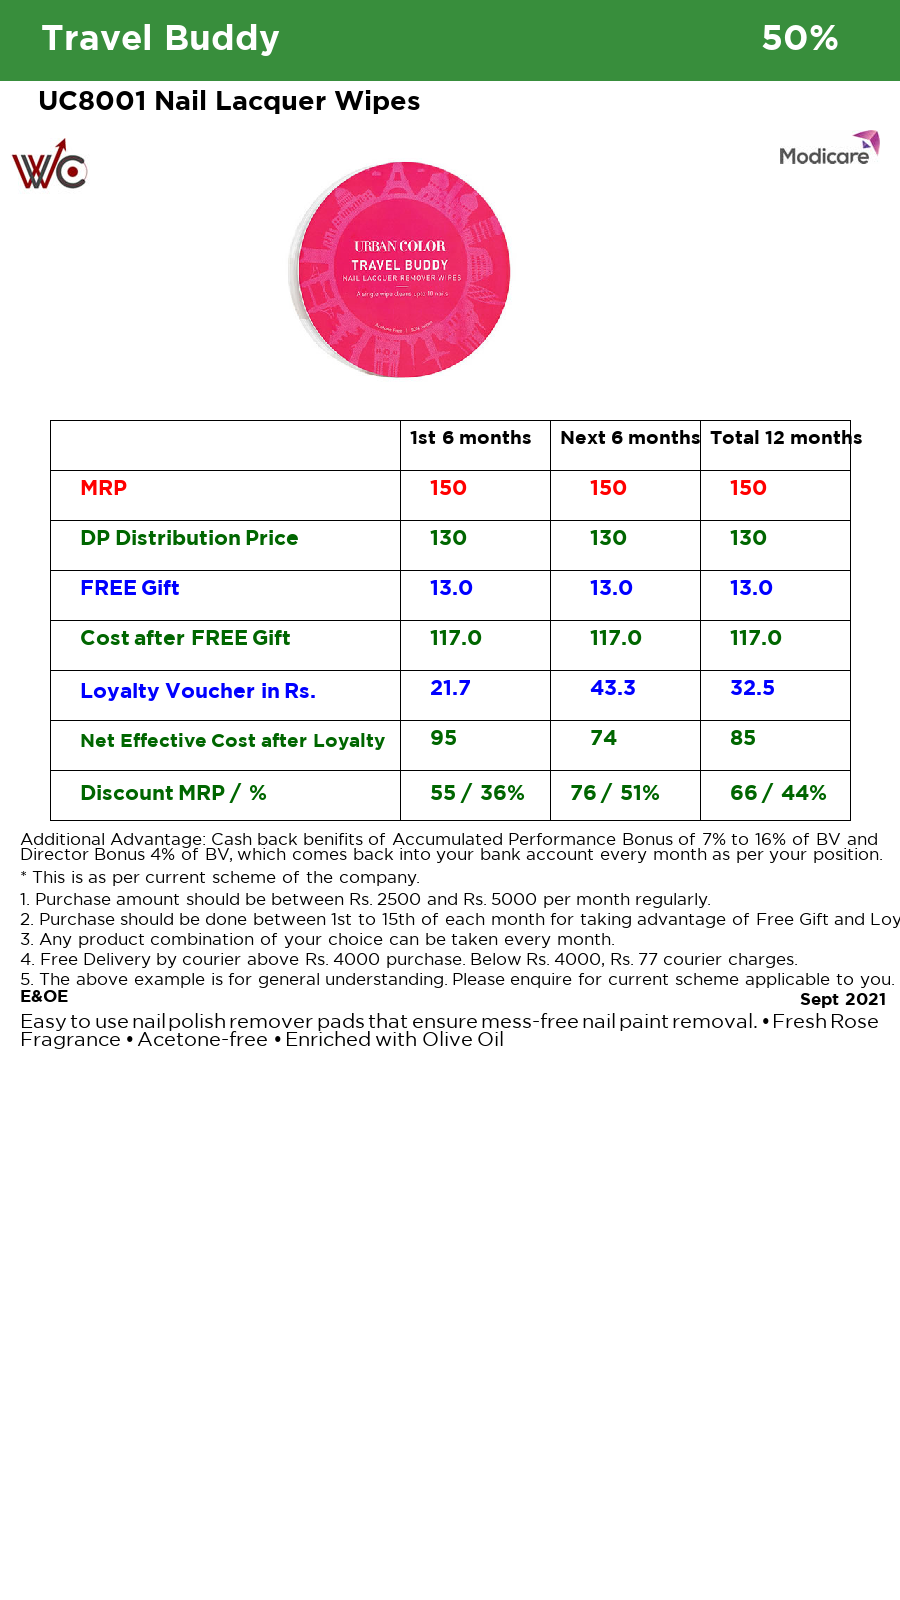 Travel Buddy 50%
UC8001 Nail Lacquer Wipes
WC
Modicare
URBAN COLOR
TRAVEL BUDDY
NAIL LACQUER REMOVER WIPES
A single wipe cleans upto 10 nails
1st 6 months Next 6 months Total 12 months
MRP 150 150 150
DP Distribution Price 130 130 130
FREE Gift 13.0 13.0 13.0
Cost after FREE Gift 117.0 117.0 117.0
Loyalty Voucher in Rs. 21.7 43.3 32.5
Net Effective Cost after Loyalty 95 74 85
Discount MRP / % 55 / 36% 76 / 51% 66 / 44%
Additional Advantage: Cash back benifits of Accumulated Performance Bonus of 7% to 16% of BV and
Director Bonus 4% of BV, which comes back into your bank account every month as per your position.
* This is as per current scheme of the company.
1. Purchase amount should be between Rs. 2500 and Rs. 5000 per month regularly.
2. Purchase should be done between 1st to 15th of each month for taking advantage of Free Gift and Loy
3. Any product combination of your choice can be taken every month.
4. Free Delivery by courier above Rs. 4000 purchase. Below Rs. 4000, Rs. 77 courier charges.
5. The above example is for general understanding. Please enquire for current scheme applicable to you.
E&OE Sept 2021
Easy to use nail polish remover pads that ensure mess-free nail paint removal. • Fresh Rose
Fragrance • Acetone-free • Enriched with Olive Oil